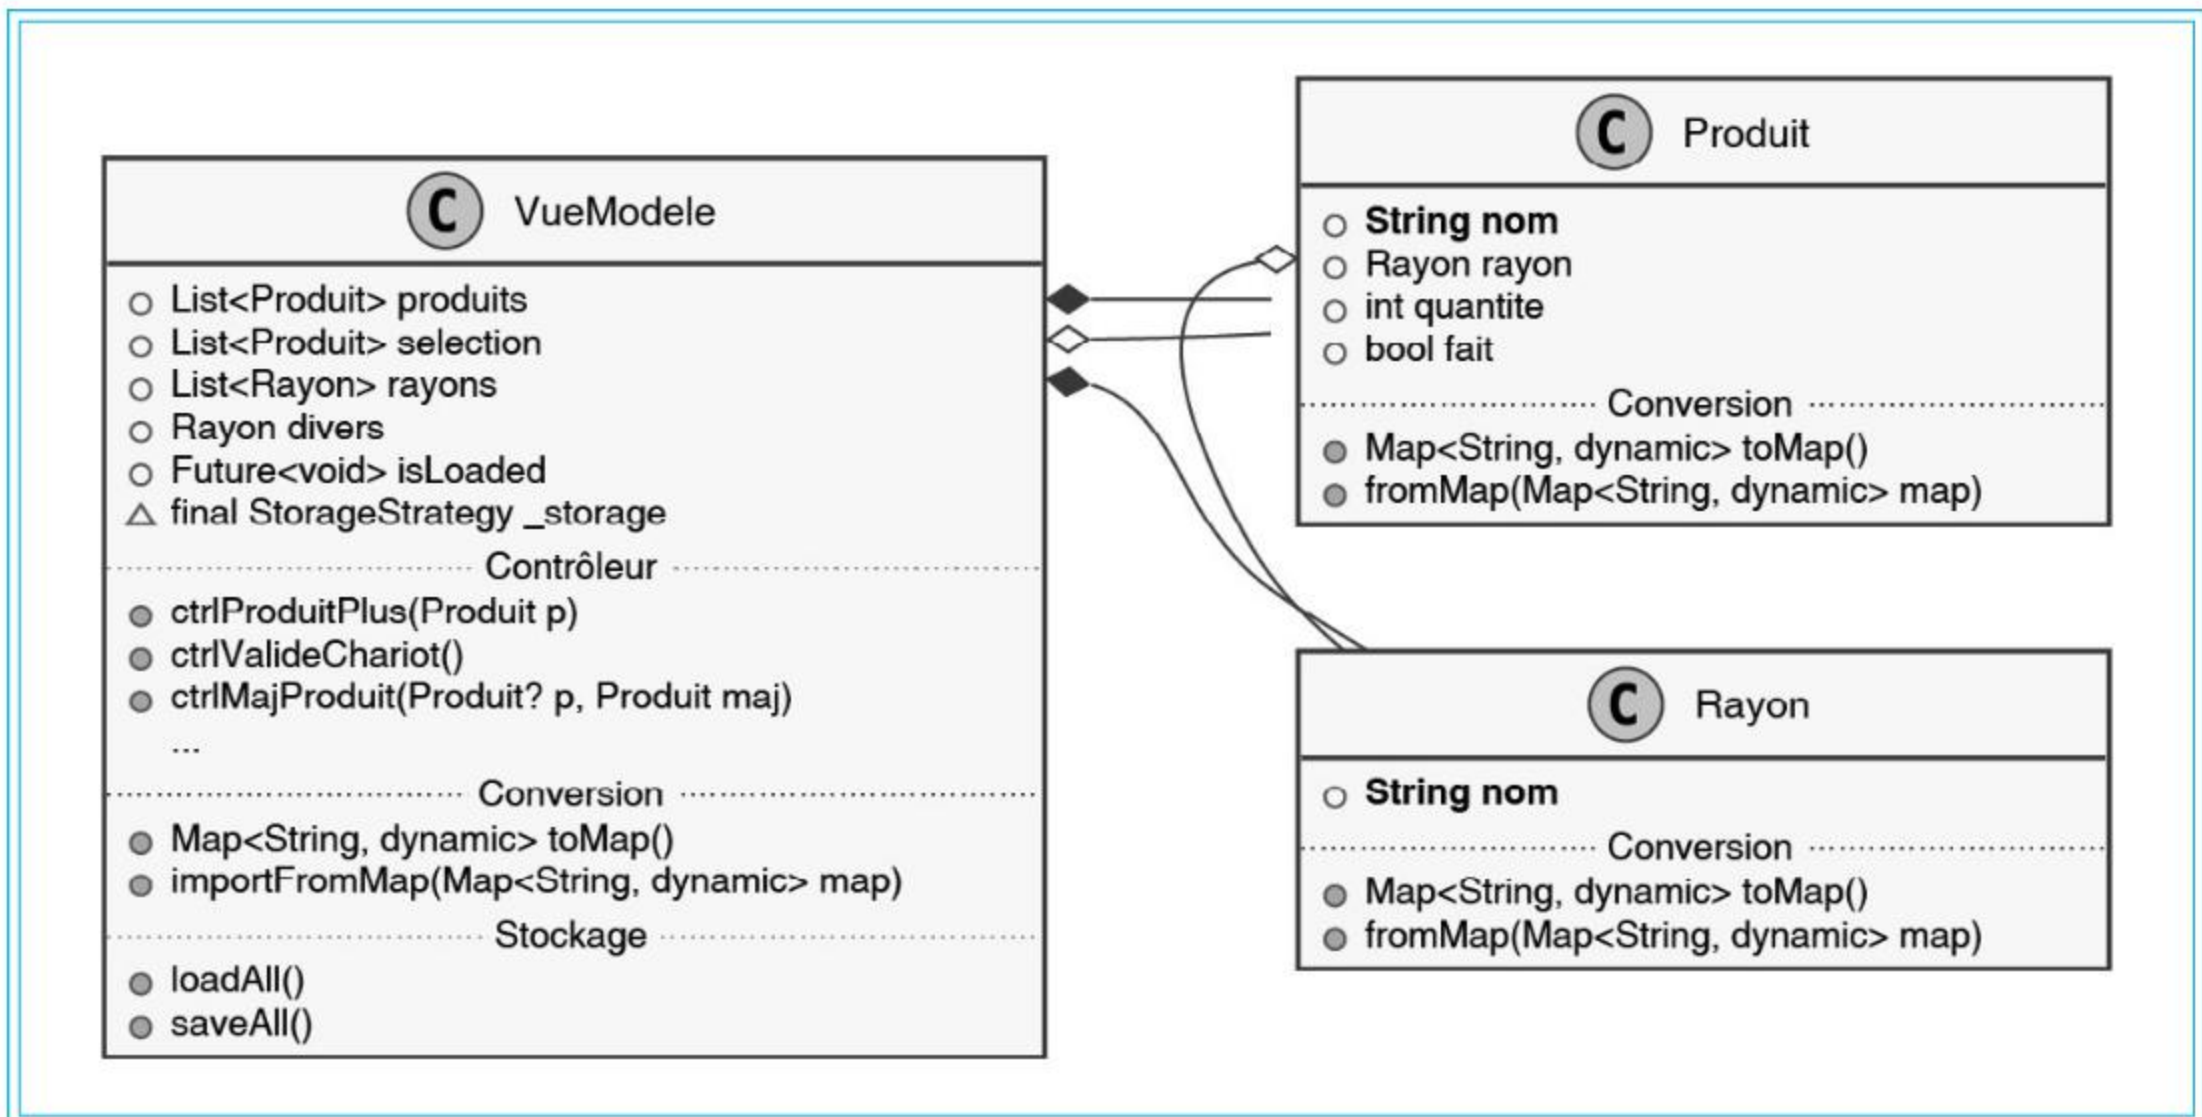 C VueModele
List<Produit> produits
List<Produit> selection
List<Rayon> rayons
Rayon divers
Future<void> isLoaded
final StorageStrategy _storage
Contrôleur
ctrlProduitPlus(Produit p)
ctrlValideChariot()
ctrlMajProduit(Produit? p, Produit maj)
...
Conversion
Map<String, dynamic> toMap()
importFromMap(Map<String, dynamic> map)
Stockage
loadAll()
saveAll()
C Produit
String nom
Rayon rayon
int quantite
bool fait
Conversion
Map<String, dynamic> toMap()
fromMap(Map<String, dynamic> map)
C Rayon
String nom
Conversion
Map<String, dynamic> toMap()
fromMap(Map<String, dynamic> map)